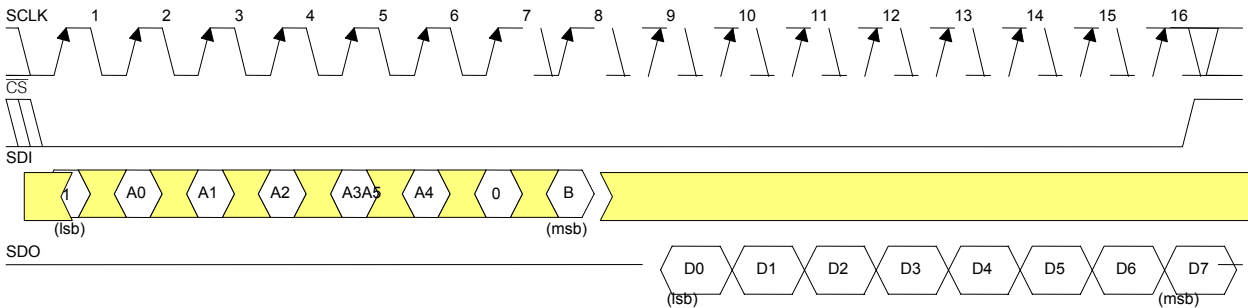 SCLK 1 2 3 4 5 6 7 8 9 10 11 12 13 14 15 16
CS
SDI
1 A0 A1 A2 A3A5 A4 0 B
(lsb) (msb)
SDO
D0 D1 D2 D3 D4 D5 D6 D7
(lsb) (msb)